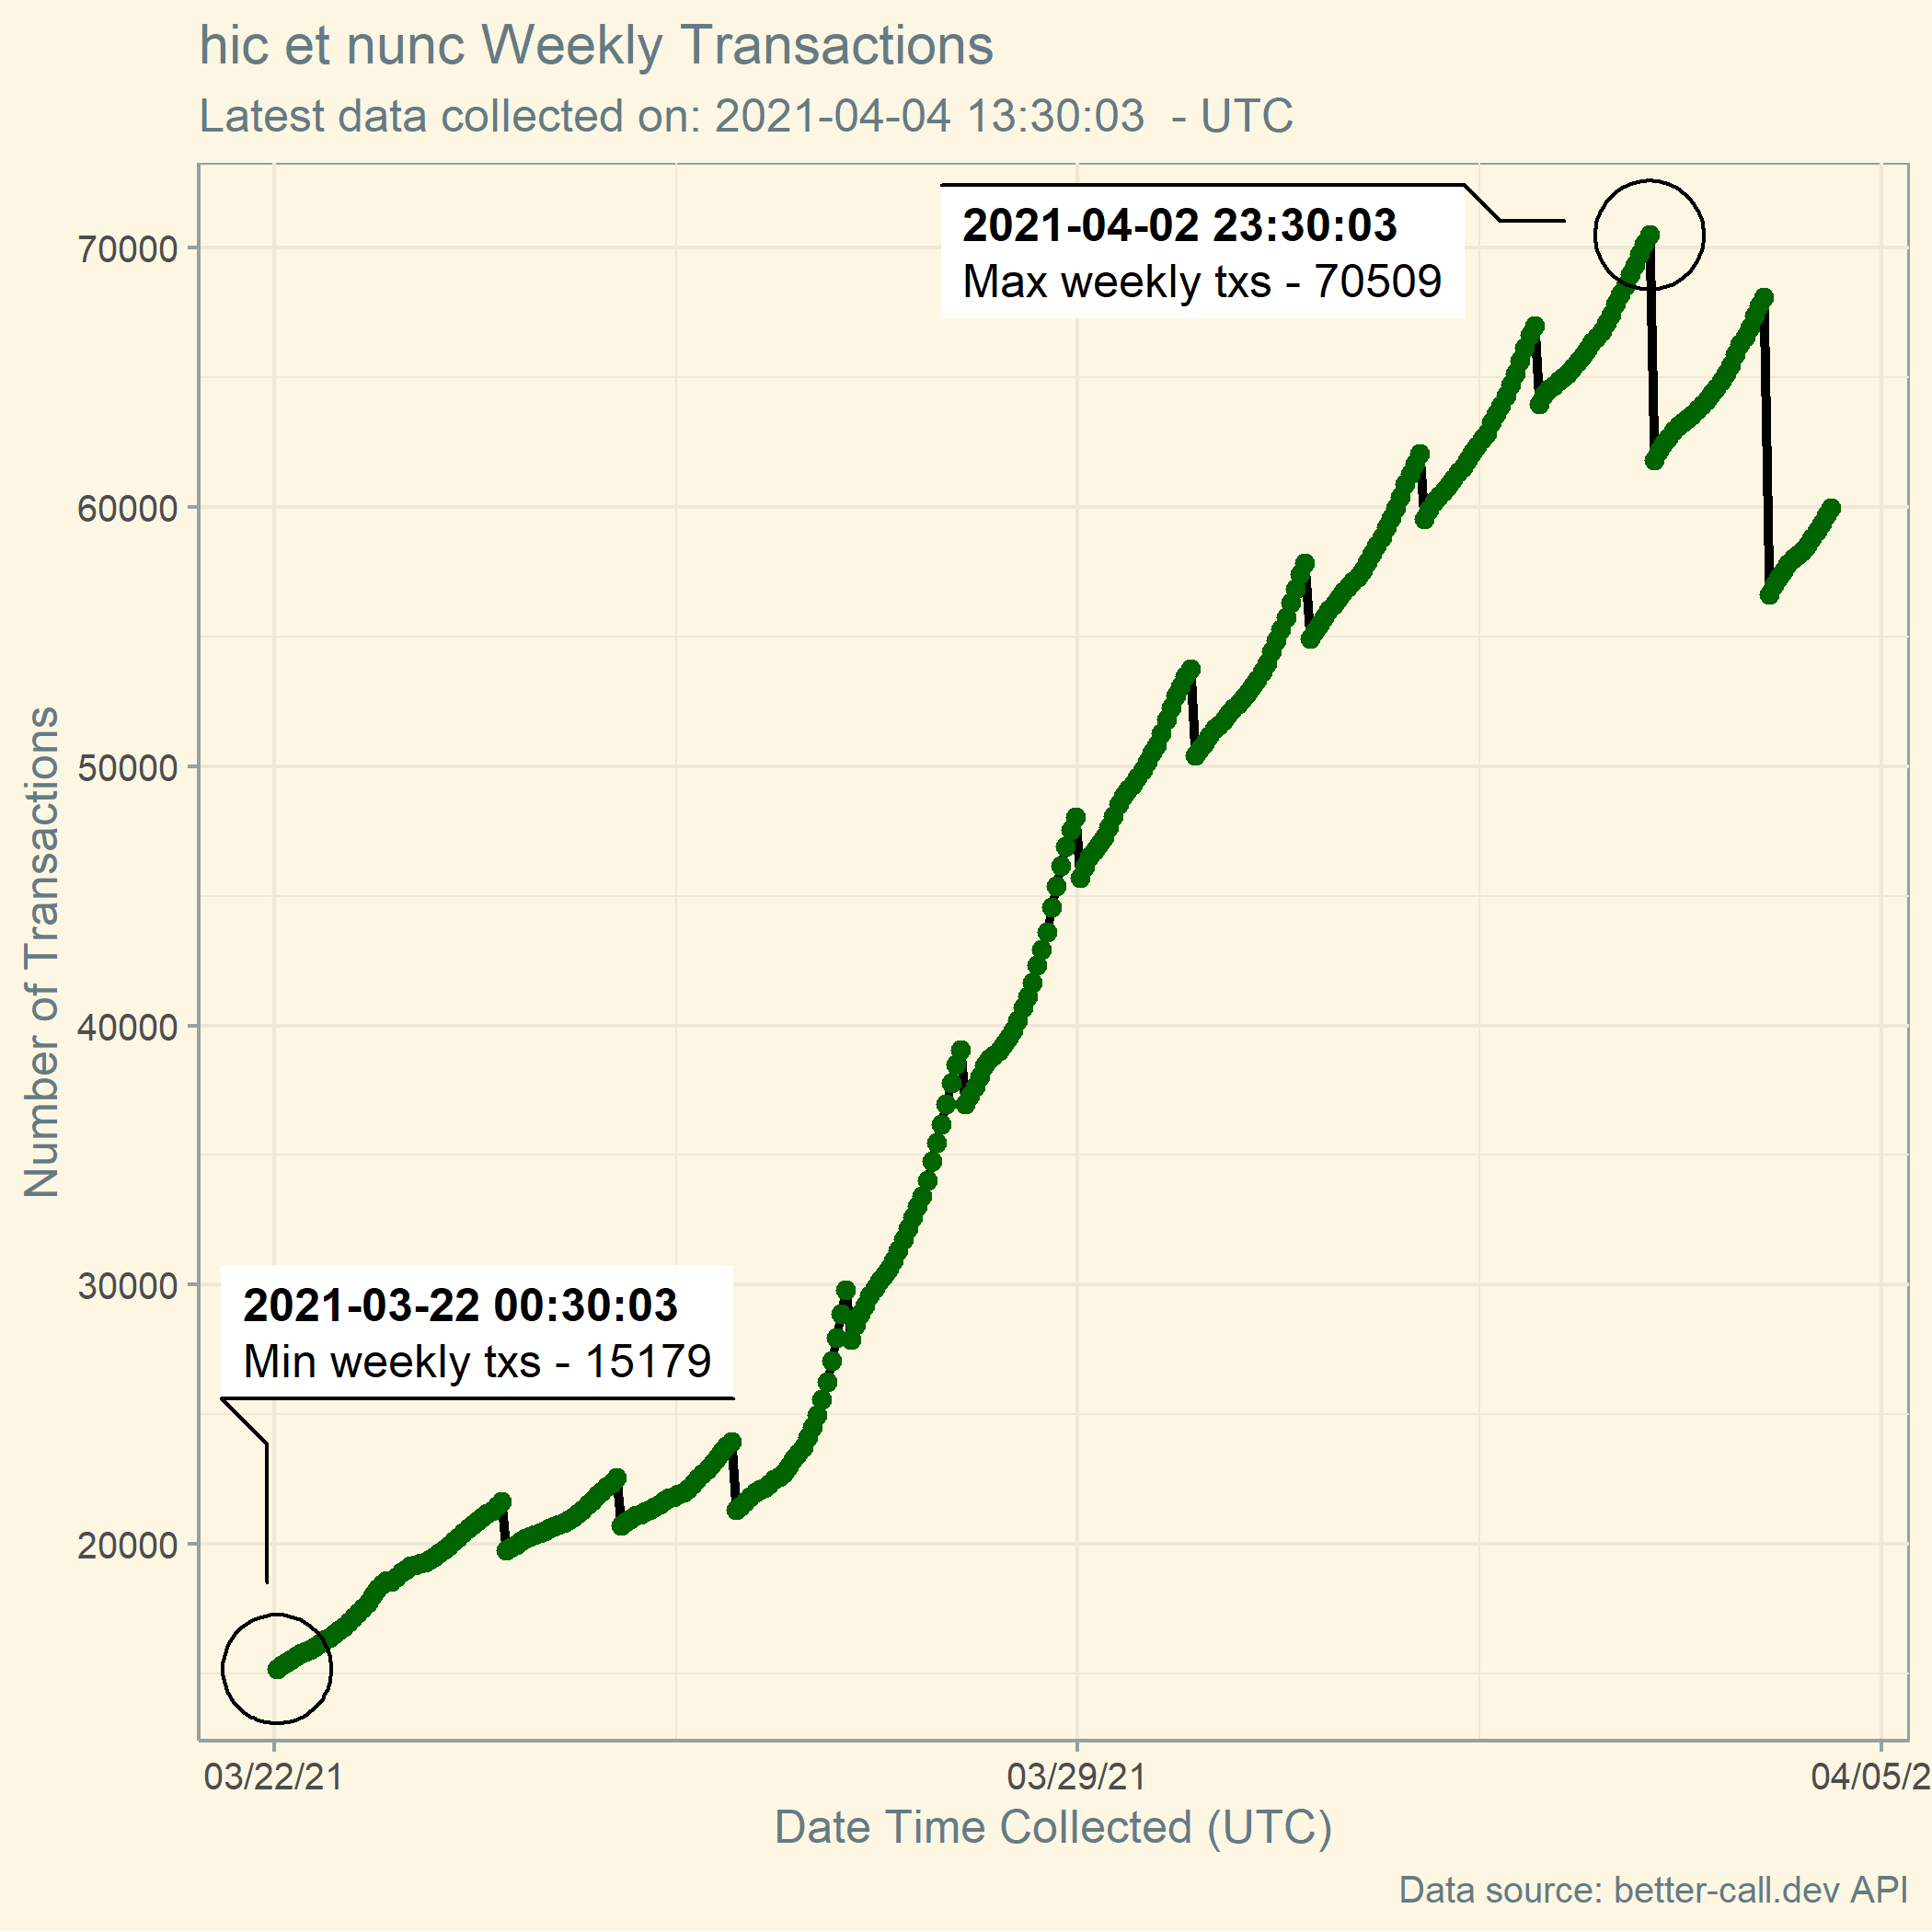 hic et nunc Weekly Transactions
Latest data collected on: 2021-04-04 13:30:03  - UTC
2021-04-02 23:30:03
Max weekly txs - 70509
70000
60000
50000
40000
30000
20000
Number of Transactions
2021-03-22 00:30:03
Min weekly txs - 15179
03/22/21
03/29/21
04/05/2
Date Time Collected (UTC)
Data source: better-call.dev API